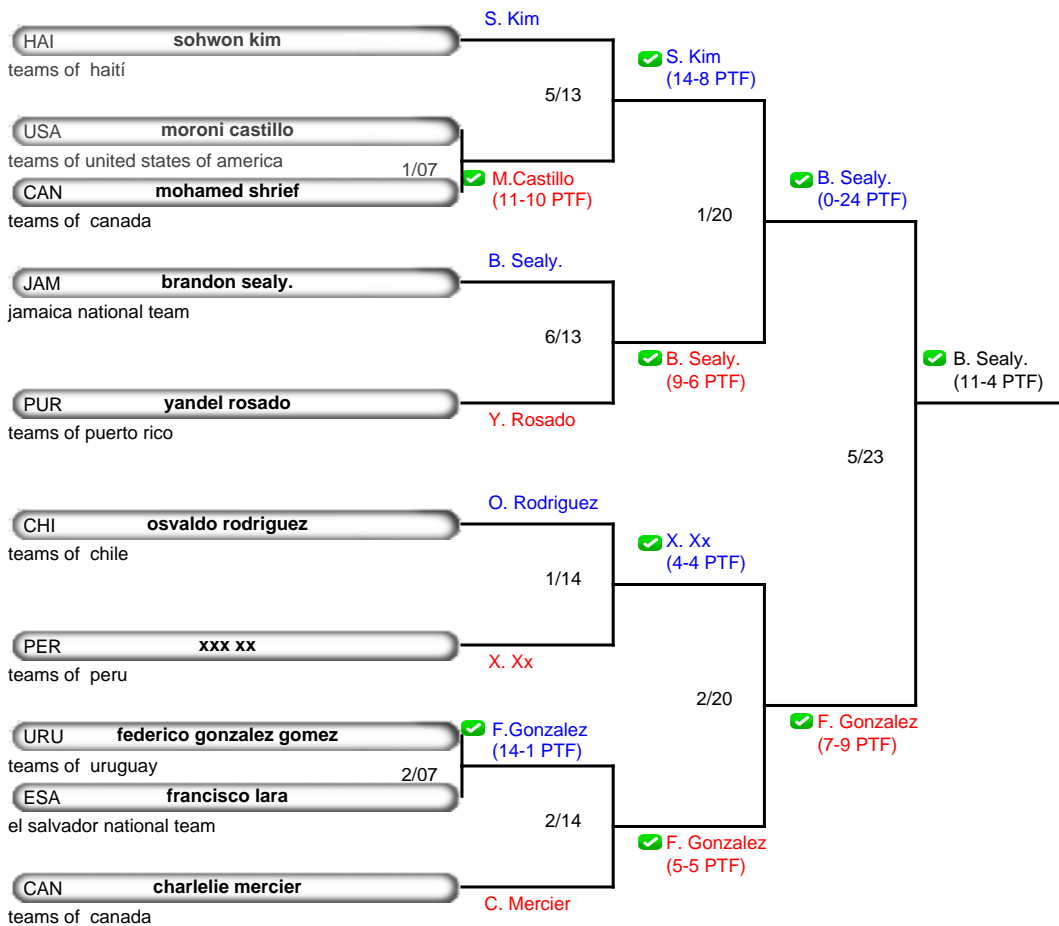 S. Kim
HAI sohwon kim
teams of  haití
S. Kim
(14-8 PTF)
5/13
USA moroni castillo
teams of united states of america
1/07
M.Castillo
(11-10 PTF)
CAN mohamed shrief
teams of  canada
B. Sealy.
(0-24 PTF)
1/20
B. Sealy.
JAM brandon sealy.
jamaica national team
6/13
B. Sealy.
(9-6 PTF)
B. Sealy.
(11-4 PTF)
PUR yandel rosado
teams of puerto rico
Y. Rosado
5/23
O. Rodriguez
CHI osvaldo rodriguez
teams of  chile
X. Xx
(4-4 PTF)
1/14
PER xxx xx
teams of  peru
X. Xx
2/20
F. Gonzalez
(7-9 PTF)
URU federico gonzalez gomez
teams of  uruguay
F.Gonzalez
(14-1 PTF)
2/07
ESA francisco lara
el salvador national team
2/14
F. Gonzalez
(5-5 PTF)
CAN charlelie mercier
teams of  canada
C. Mercier